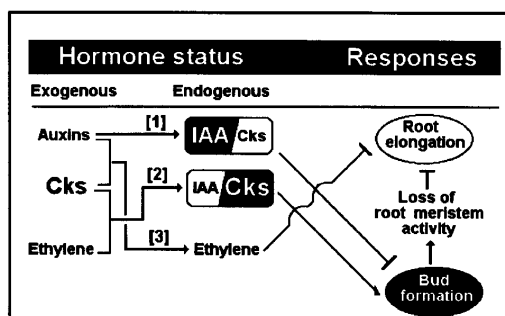 Hormone status Responses
Exogenous Endogenous
Auxins [1] IAA Cks
Root
elongation
Cks [2] IAA Cks
Loss of
root meristem
activity
Ethylene [3] Ethylene
Bud
formation